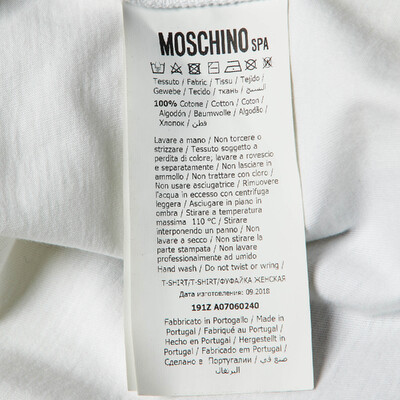 MOSCHINO SPA
Tessuto / Fabric / Tissu / Tejido /
Gewebe / Tecido / ткань / النسيج
100% Cotone / Cotton / Coton /
Algodón / Baumwolle / Algodão /
Хлопок / قطن
Lavare a mano / Non torcere o
strizzare / Tessuto soggetto a
perdita di colore, lavare a rovescio
e separatamente / Non lasciare in
ammollo / Non trattare con cloro /
Non usare asciugatrice / Rimuovere
l'acqua in eccesso con centrifuga
leggera / Asciugare in piano in
ombra / Stirare a temperatura
massima 110 °C / Stirare
interponendo un panno / Non
lavare a secco / Non stirare la
parte stampata / Non lavare
professionalmente ad umido
Hand wash / Do not twist or wring /
T-SHIRT/T-SHIRT/ФУФАЙКА ЖЕНСКАЯ
Дата изготовления: 09.2018
191Z A07060240
Fabbricato in Portogallo / Made in
Portugal / Fabriqué au Portugal /
Hecho en Portugal / Hergestellt in
Portugal / Fabricado em Portugal /
Сделано в Португалии / صنع في
البرتغال